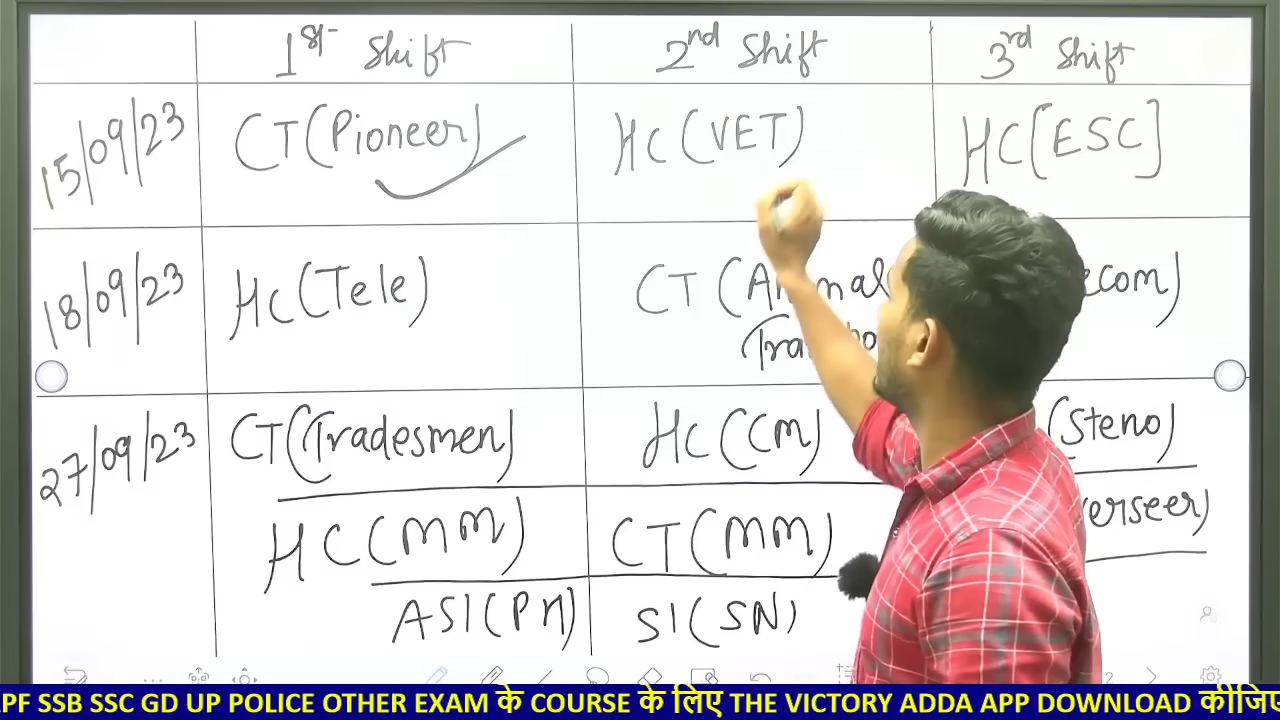 1st Shift 2nd Shift 3rd Shift
15/09/23 CT (Pioneer) HC (VET) HC [ESC]
18/09/23 HC (Tele) CT (Animal
27/09/23 CT (Tradesmen) HC (CM) (Steno)
HC (MM) CT (MM)
ASI (PM) SI (SN)
PF SSB SSC GD UP POLICE OTHER EXAM के COURSE के लिए THE VICTORY ADDA APP DOWNLOAD कीजिए